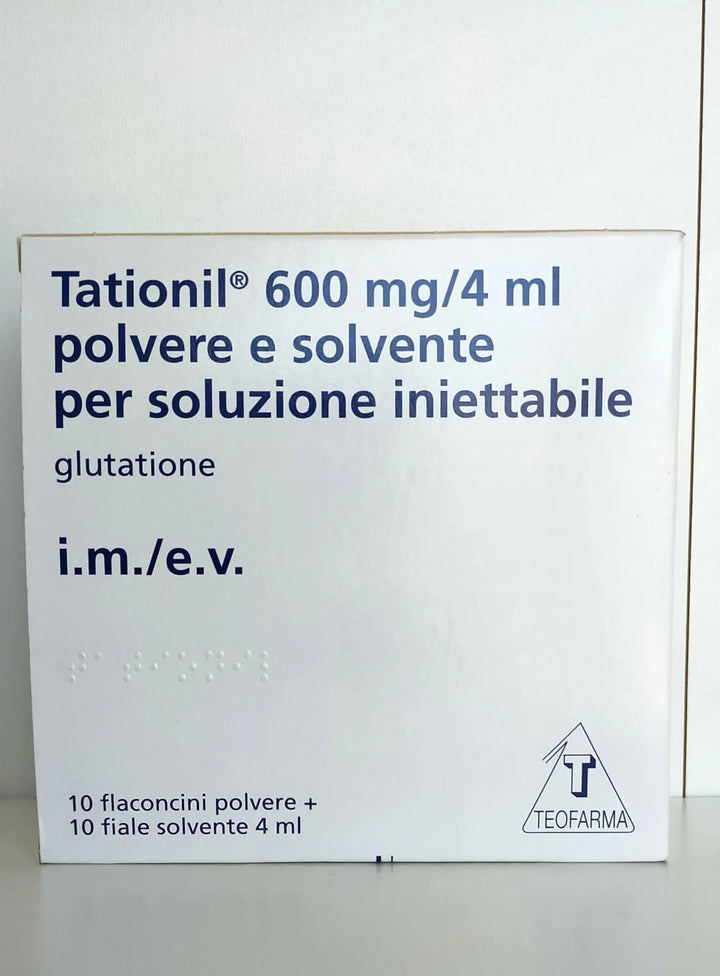 Tationil® 600 mg/4 ml
polvere e solvente
per soluzione iniettabile
glutatione
i.m./e.v.
10 flaconcini polvere +
10 fiale solvente 4 ml
T
TEOFARMA